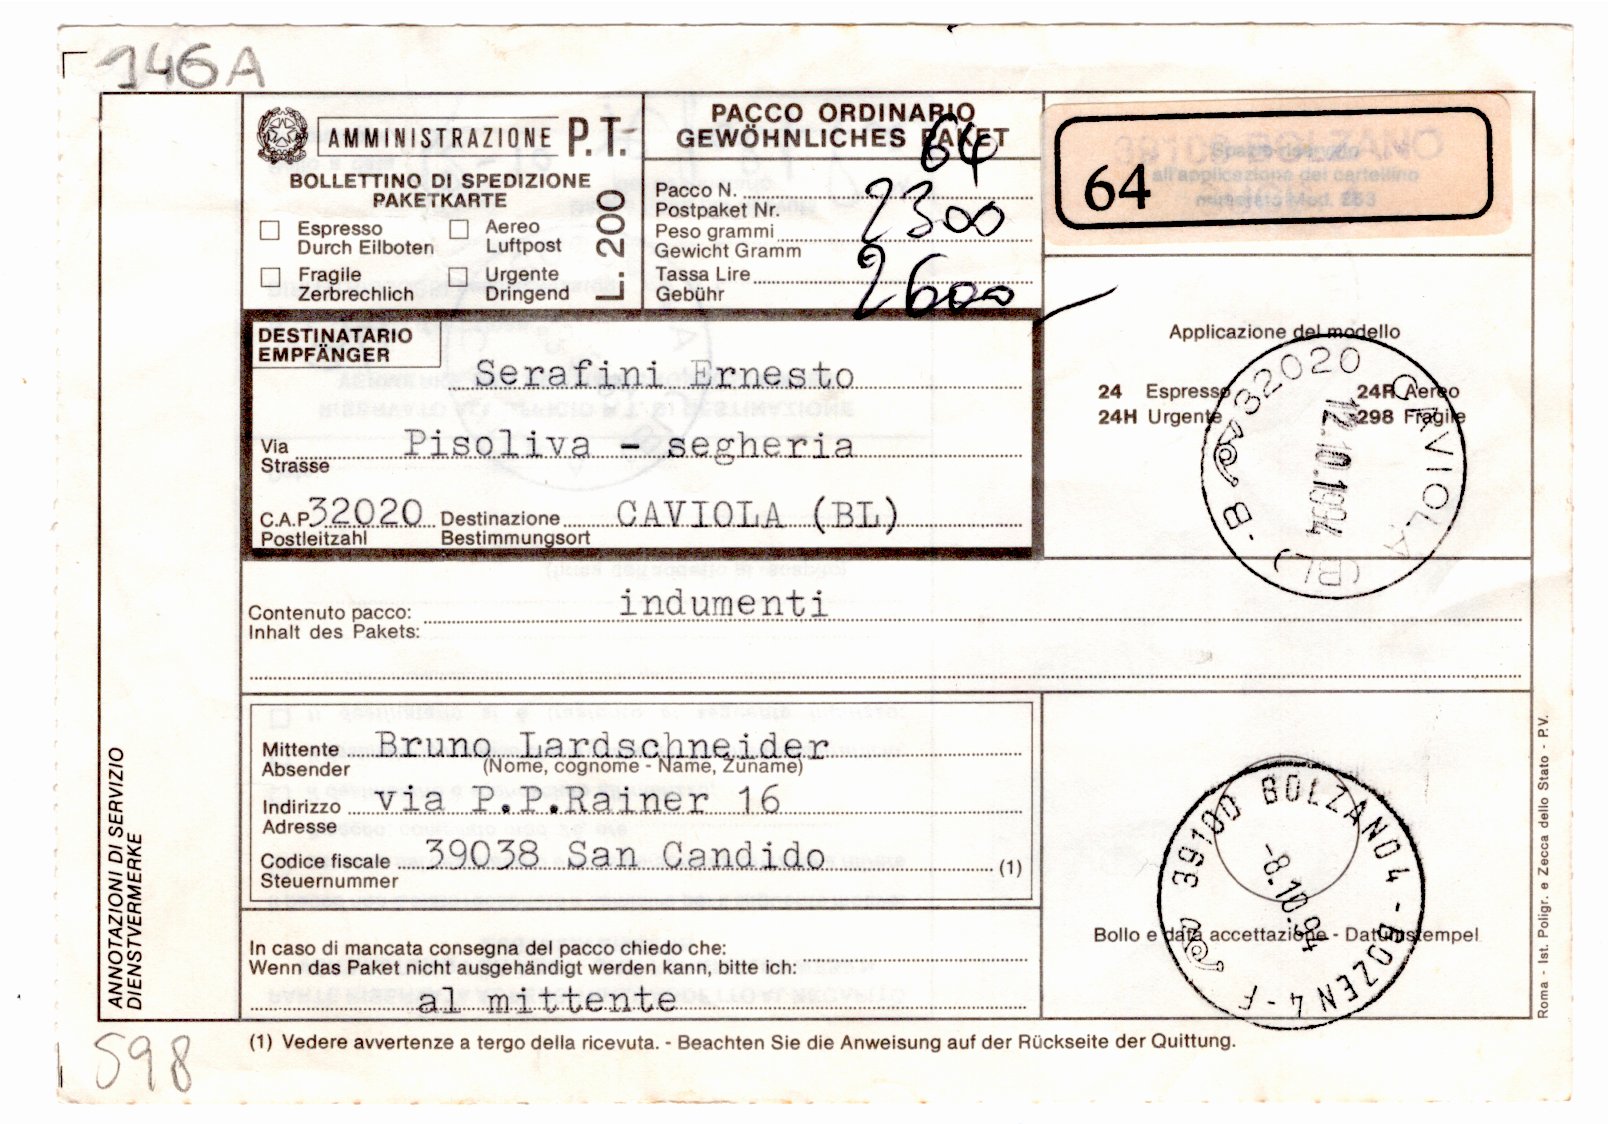 146A
AMMINISTRAZIONE P.T.
BOLLETTINO DI SPEDIZIONE
PAKETKARTE
Espresso
Durch Eilboten
Aereo
Luftpost
Fragile
Zerbrechlich
Urgente
Dringend
L. 200
PACCO ORDINARIO
GEWÖHNLICHES PAKET
Pacco N. 64
Postpaket Nr.
Peso grammi 2300
Gewicht Gramm
Tassa Lire 2600
Gebühr
64
DESTINATARIO
EMPFÄNGER
Serafini Ernesto
Via Pisoliva - segheria
Strasse
C.A.P. 32020 Destinazione CAVIOLA (BL)
Postleitzahl Bestimmungsort
Applicazione del modello
24 Espresso 24R Aereo
24H Urgente 298 Fragile
32020 CAVIOLA (BL) - B
12.10.1994
Contenuto pacco: indumenti
Inhalt des Pakets:
Mittente Bruno Lardschneider
Absender (Nome, cognome - Name, Zuname)
Indirizzo via P.P.Rainer 16
Adresse
Codice fiscale 39038 San Candido (1)
Steuernummer
In caso di mancata consegna del pacco chiedo che:
Wenn das Paket nicht ausgehändigt werden kann, bitte ich:
al mittente
39100 BOLZANO 4 - BOZEN 4 - F
-8.10.94
Bollo e data accettazione - Datumstempel
ANNOTAZIONI DI SERVIZIO
DIENSTVERMERKE
Roma - Ist. Poligr. e Zecca dello Stato - P.V.
(1) Vedere avvertenze a tergo della ricevuta. - Beachten Sie die Anweisung auf der Rückseite der Quittung.
598